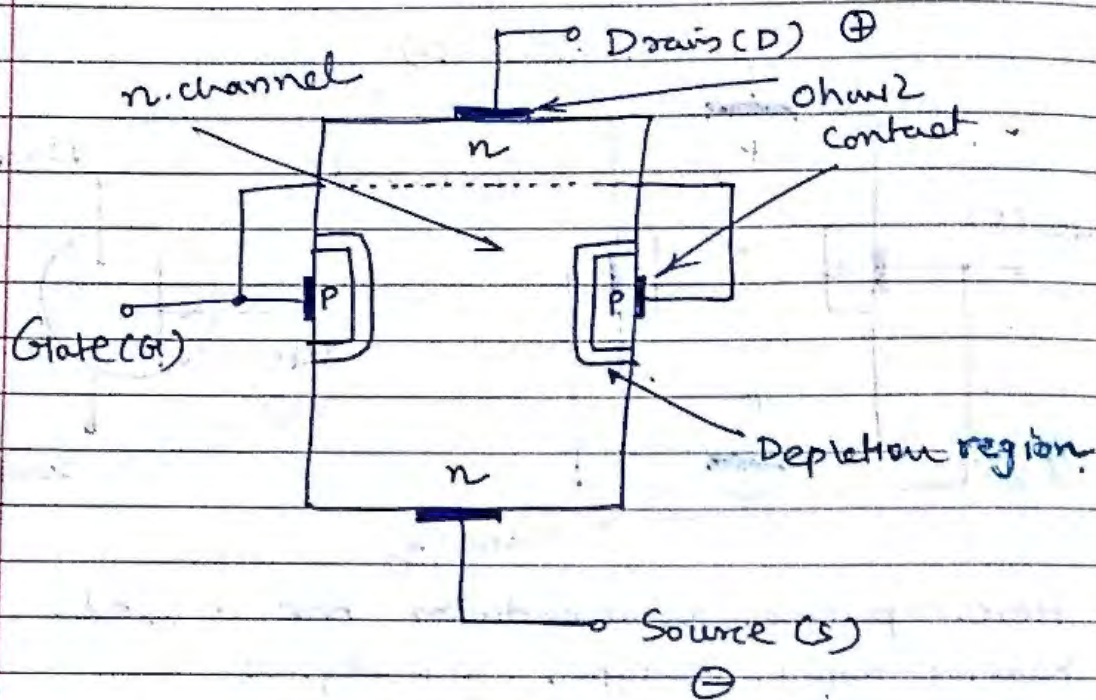 Drain (D) ⊕
n. channel
Ohmic
contact
n
P
P
Gate (G)
Depletion region
n
Source (S)
⊖